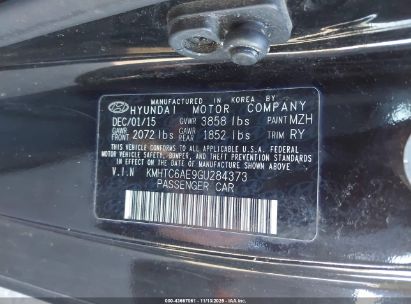 MANUFACTURED IN KOREA BY
HYUNDAI MOTOR COMPANY
DEC/01/15 GVWR 3858 lbs PAINT MZH
GAWR FRONT 2072 lbs GAWR REAR 1852 lbs TRIM RY
THIS VEHICLE CONFORMS TO ALL APPLICABLE U.S. FEDERAL
MOTOR VEHICLE SAFETY, BUMPER, AND THEFT PREVENTION
STANDARDS IN EFFECT ON THE DATE OF MANUFACTURE SHOWN
ABOVE.
V.I.N KMHTC6AE9GU284373
PASSENGER CAR